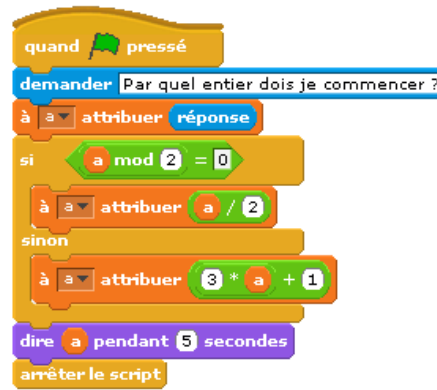 quand pressé
demander Par quel entier dois je commencer ?
à a attribuer réponse
si a mod 2 = 0
à a attribuer a / 2
sinon
à a attribuer 3 * a + 1
dire a pendant 5 secondes
arrêter le script